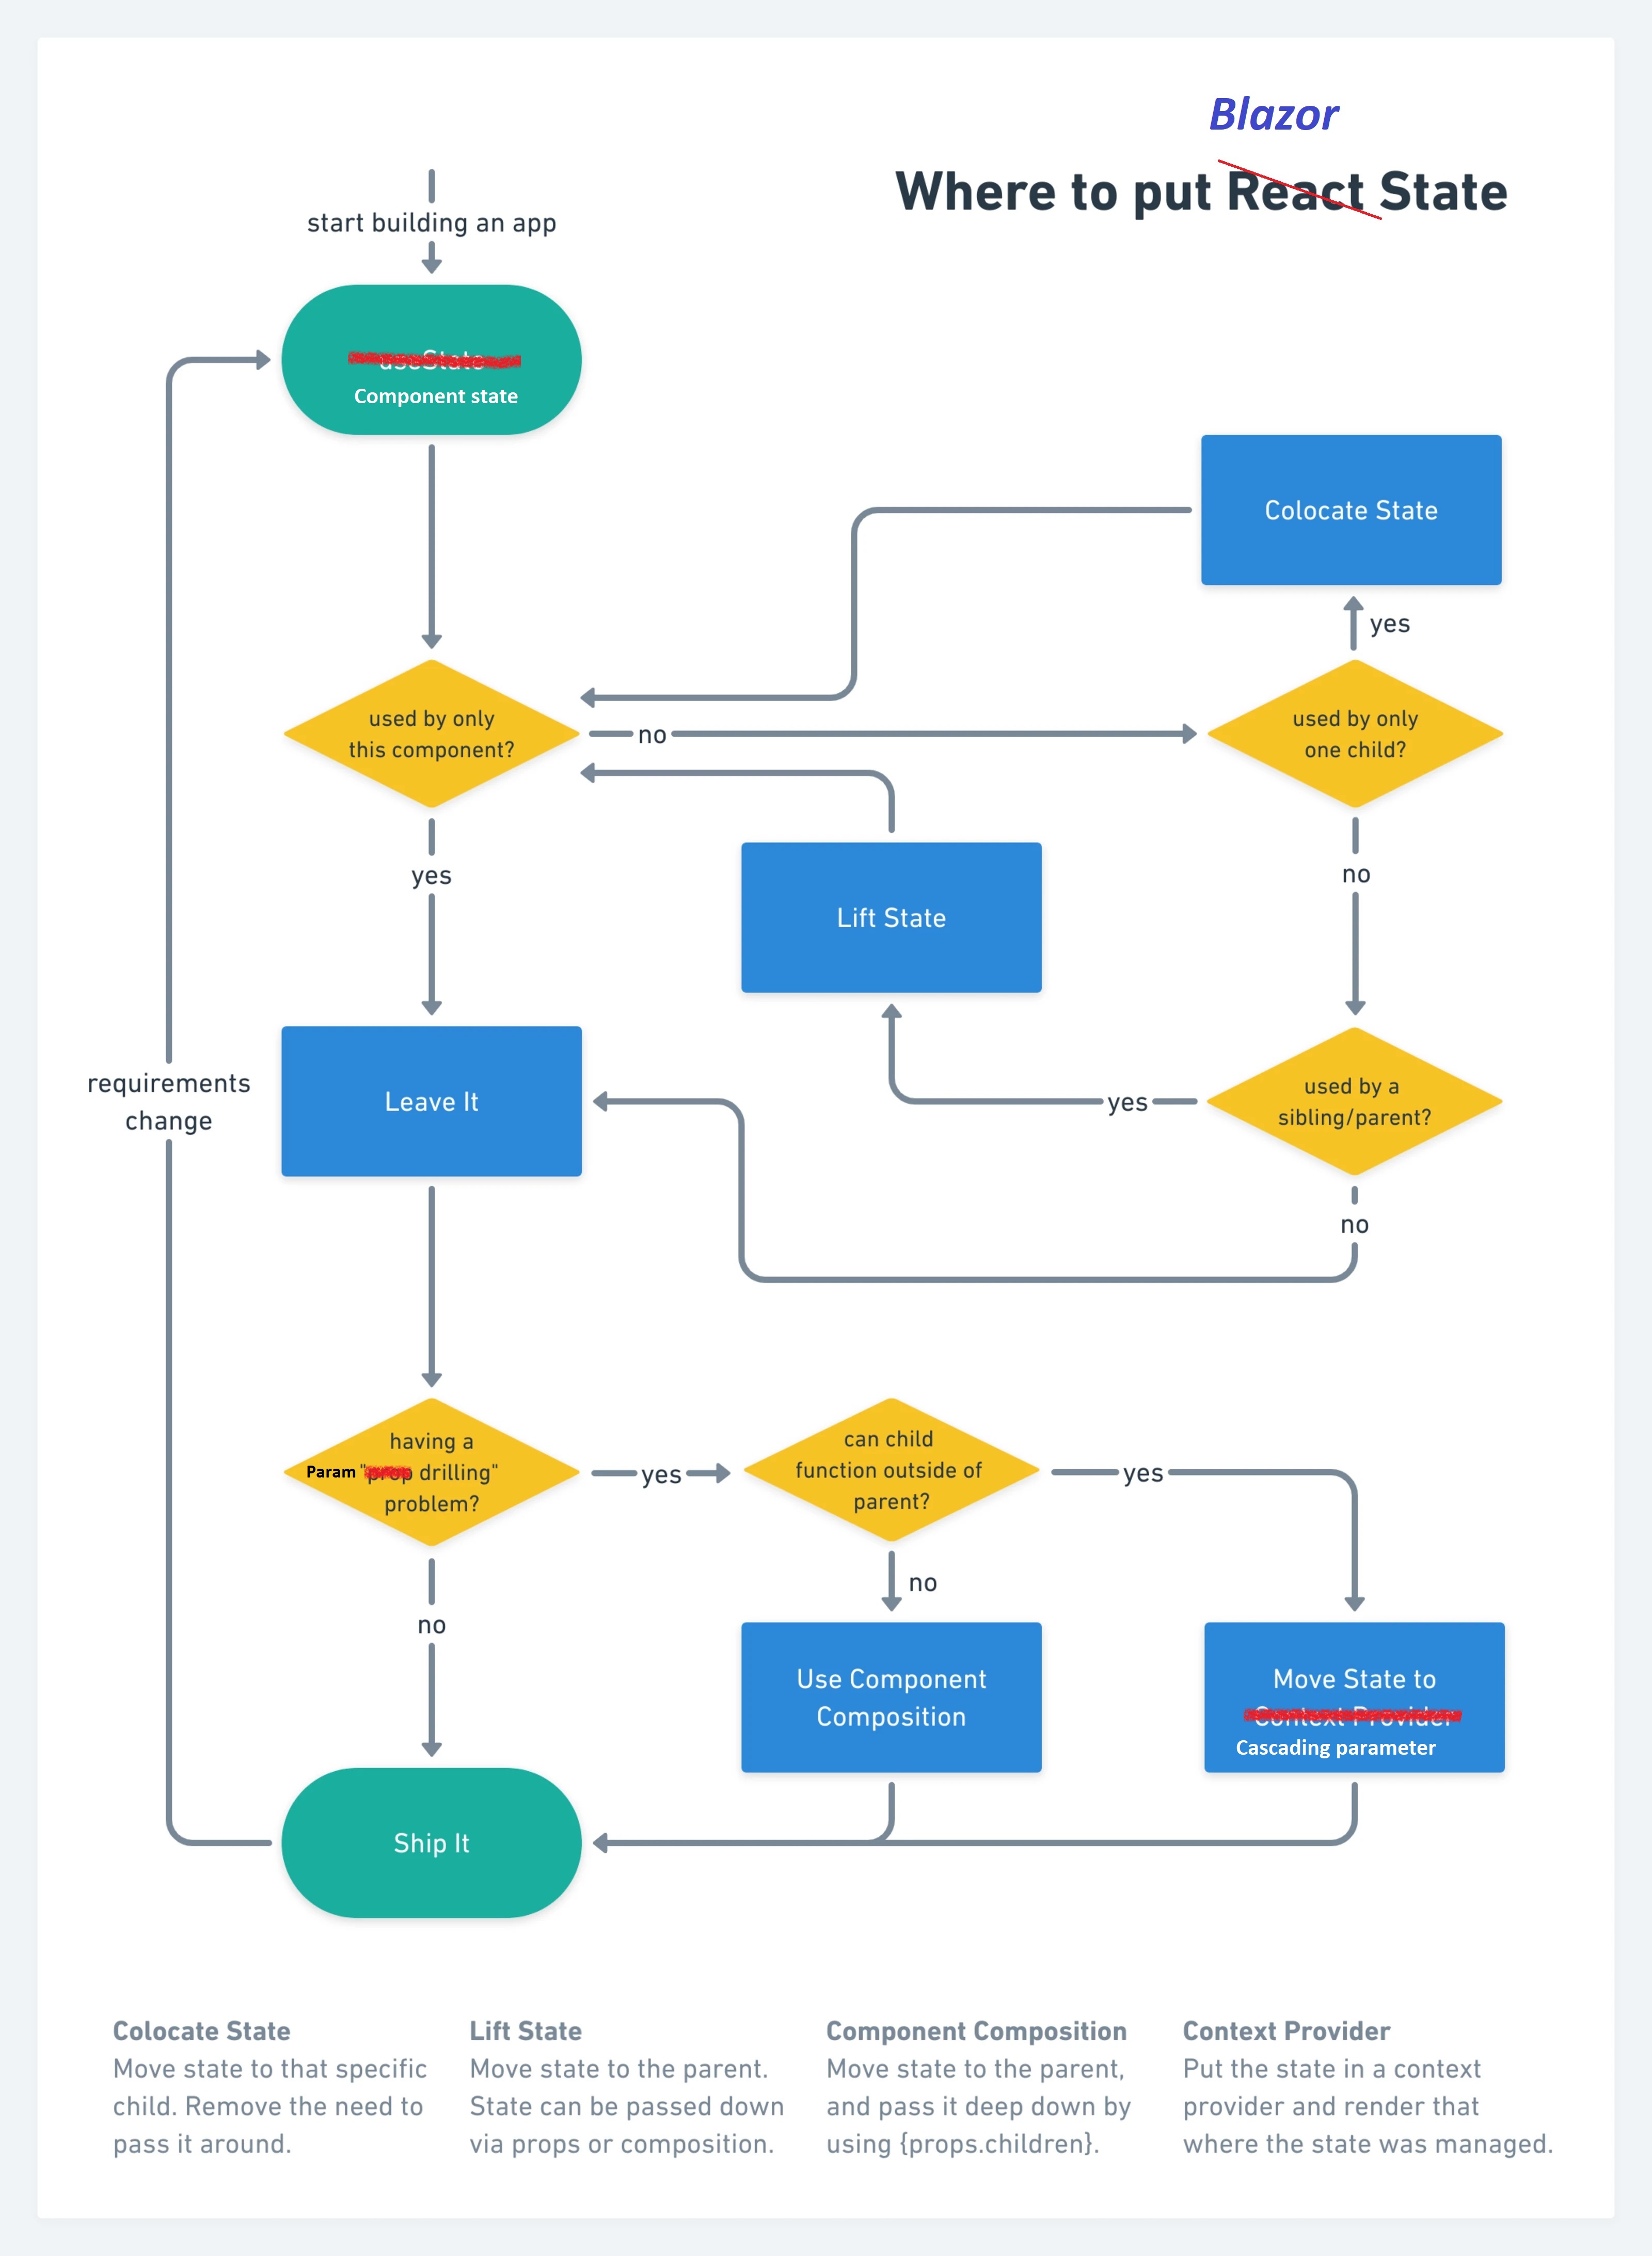 Blazor
Where to put React State
start building an app
useState
Component state
Colocate State
yes
used by only
this component?
no
used by only
one child?
yes
Lift State
no
requirements
change
Leave It
yes
used by a
sibling/parent?
no
having a
Param "prop drilling"
problem?
yes
can child
function outside of
parent?
yes
no
no
Use Component
Composition
Move State to
Context Provider
Cascading parameter
Ship It
Colocate State
Move state to that specific
child. Remove the need to
pass it around.
Lift State
Move state to the parent.
State can be passed down
via props or composition.
Component Composition
Move state to the parent,
and pass it deep down by
using {props.children}.
Context Provider
Put the state in a context
provider and render that
where the state was managed.